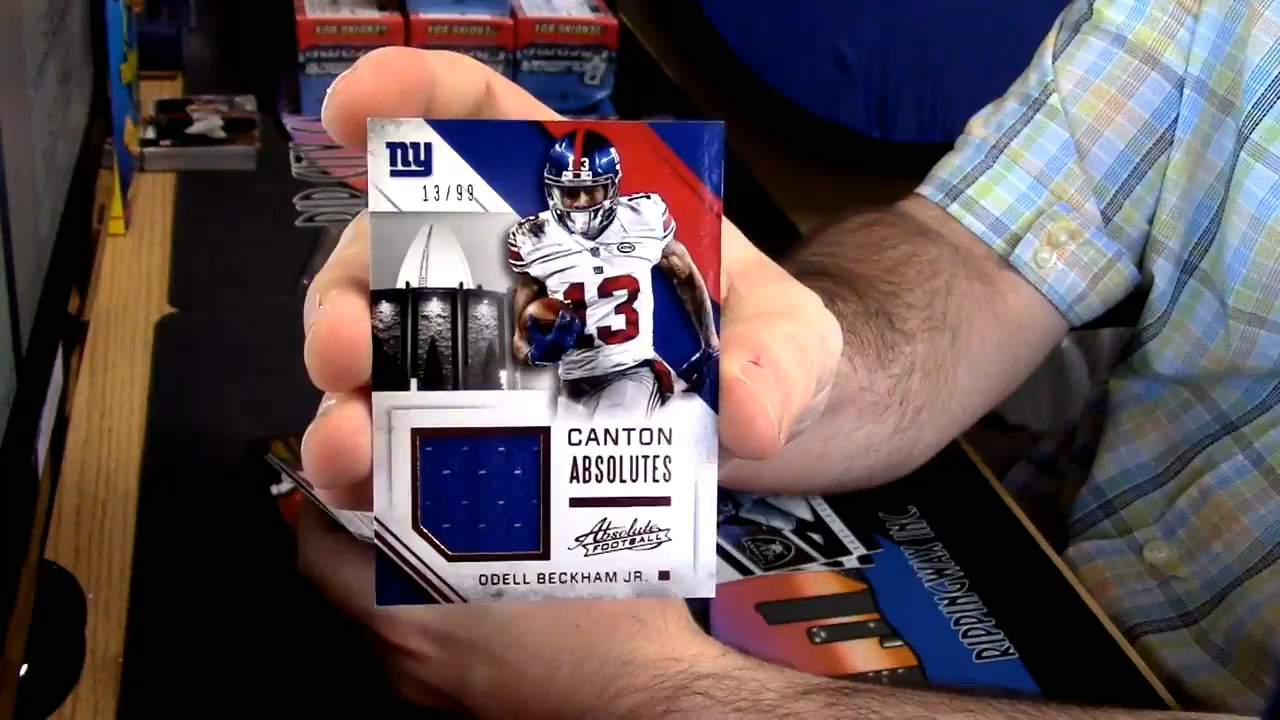 ny
13/99
13
13
CANTON
ABSOLUTES
Absolute
FOOTBALL
ODELL BECKHAM JR.
RIPPINGWAX INC.